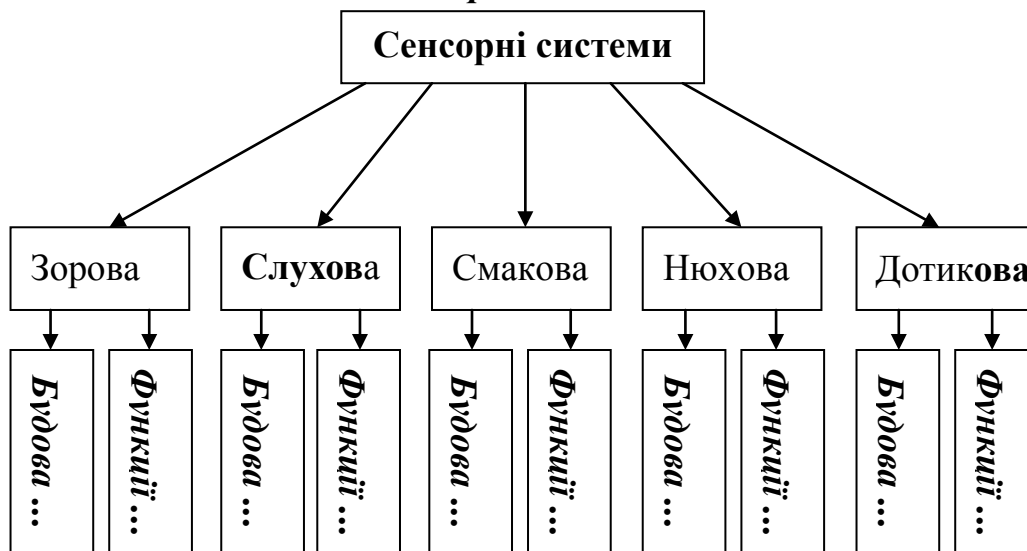 Сенсорні системи
Зорова
Слухова
Смакова
Нюхова
Дотикова
Будова ...
Функції ...
Будова ...
Функції ...
Будова ...
Функції ...
Будова ...
Функції ...
Будова ...
Функції ...